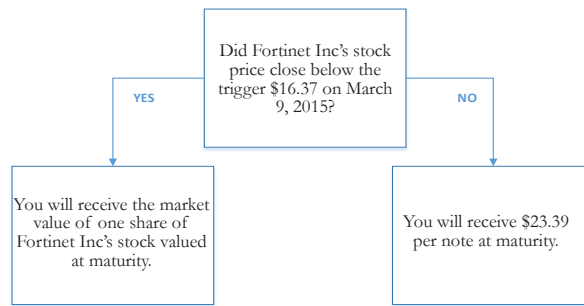 Did Fortinet Inc's stock
price close below the
trigger $16.37 on March
9, 2015?
YES
NO
You will receive the market
value of one share of
Fortinet Inc's stock valued
at maturity.
You will receive $23.39
per note at maturity.